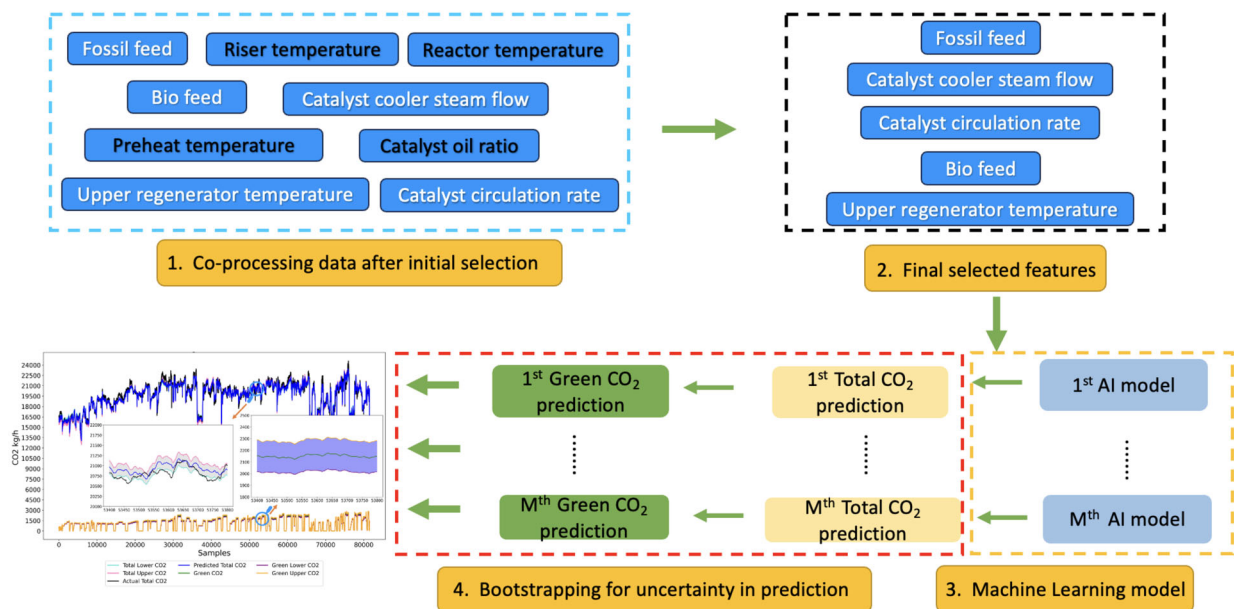 Fossil feed
Riser temperature
Reactor temperature
Bio feed
Catalyst cooler steam flow
Preheat temperature
Catalyst oil ratio
Upper regenerator temperature
Catalyst circulation rate
1. Co-processing data after initial selection
Fossil feed
Catalyst cooler steam flow
Catalyst circulation rate
Bio feed
Upper regenerator temperature
2. Final selected features
1st AI model
......
Mth AI model
3. Machine Learning model
1st Total CO2
prediction
......
Mth Total CO2
prediction
1st Green CO2
prediction
......
Mth Green CO2
prediction
4. Bootstrapping for uncertainty in prediction
CO2 kg/h
24000
22500
21000
19500
18000
16500
15000
13500
12000
10500
9000
7500
6000
4500
3000
1500
0
0
10000
20000
30000
40000
50000
60000
70000
80000
Samples
Total Lower CO2
Total Upper CO2
Actual Total CO2
Predicted Total CO2
Green CO2
Green Lower CO2
Green Upper CO2